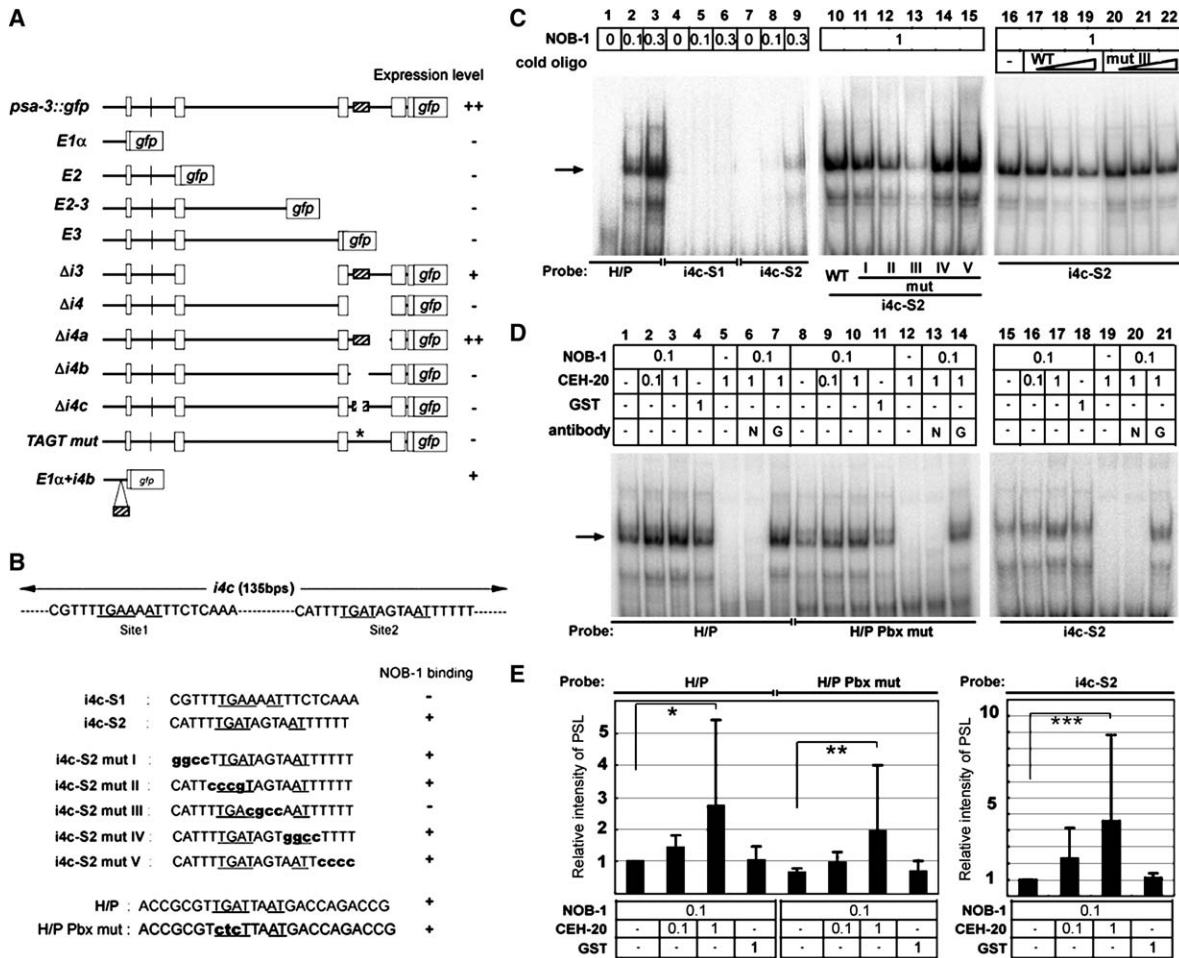 A
Expression level
psa-3::gfp gfp ++
E1α gfp -
E2 gfp -
E2-3 gfp -
E3 gfp -
Δi3 gfp +
Δi4 gfp -
Δi4a gfp ++
Δi4b gfp -
Δi4c gfp -
TAGT mut * gfp -
E1α+i4b gfp +
B
i4c (135bps)
------CGTTTTGAAAATTTCTCAAA-----------CATTTTGATAGTAATTTTTT-----
Site1 Site2
NOB-1 binding
i4c-S1 : CGTTTTGAAAATTTCTCAAA -
i4c-S2 : CATTTTGATAGTAATTTTTT +
i4c-S2 mut I : ggccTTGATAGTAATTTTTT +
i4c-S2 mut II : CATTcccgTAGTAATTTTTT +
i4c-S2 mut III : CATTTTGAcgccAATTTTTT -
i4c-S2 mut IV : CATTTTGATAGTggccTTTT +
i4c-S2 mut V : CATTTTGATAGTAATTcccc +
H/P : ACCGCGTTGATTAATGACCAGACCG +
H/P Pbx mut : ACCGCGTctcTTAATGACCAGACCG +
C
1 2 3 4 5 6 7 8 9 10 11 12 13 14 15 16 17 18 19 20 21 22
NOB-1 0 0.1 0.3 0 0.1 0.3 0 0.1 0.3 1 1
cold oligo - WT mut III
Probe: H/P i4c-S1 i4c-S2 WT I II III IV V
mut
i4c-S2 i4c-S2
D
1 2 3 4 5 6 7 8 9 10 11 12 13 14 15 16 17 18 19 20 21
NOB-1 0.1 - 0.1 0.1 - 0.1 0.1 - 0.1
CEH-20 - 0.1 1 - 1 1 1 - 0.1 1 - 1 1 1 - 0.1 1 - 1 1 1
GST - - - 1 - - - - - - 1 - - - - - - 1 - - -
antibody - - - - - N G - - - - - N G - - - - - N G
Probe: H/P H/P Pbx mut i4c-S2
E
Probe: H/P H/P Pbx mut
Relative intensity of PSL
5
4
3
2
1
* **
NOB-1 0.1 0.1
CEH-20 - 0.1 1 - - 0.1 1 -
GST - - - 1 - - - 1
Probe: i4c-S2
Relative intensity of PSL
10
5
1
***
NOB-1 0.1
CEH-20 - 0.1 1 -
GST - - - 1